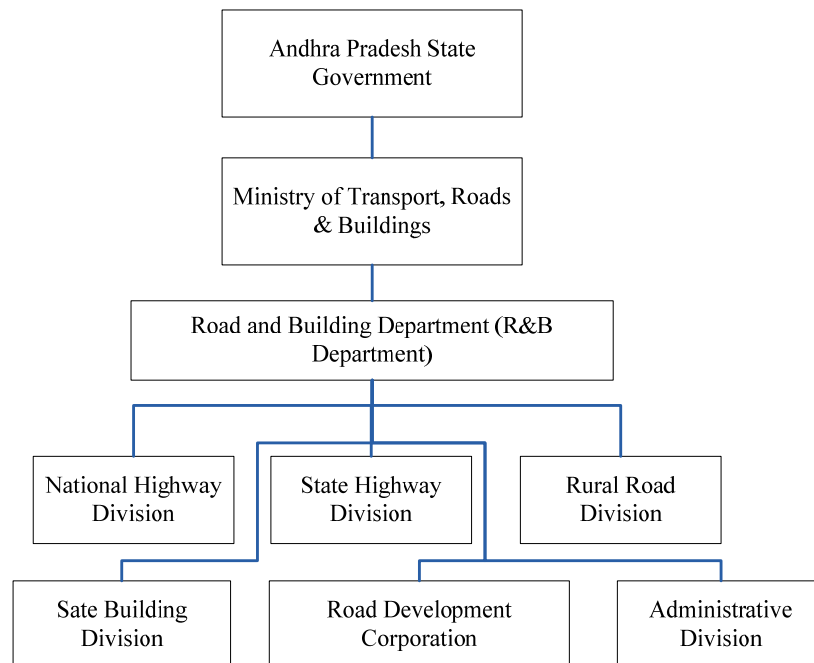 Andhra Pradesh State
Government
Ministry of Transport, Roads
& Buildings
Road and Building Department (R&B
Department)
National Highway
Division
State Highway
Division
Rural Road
Division
Sate Building
Division
Road Development
Corporation
Administrative
Division